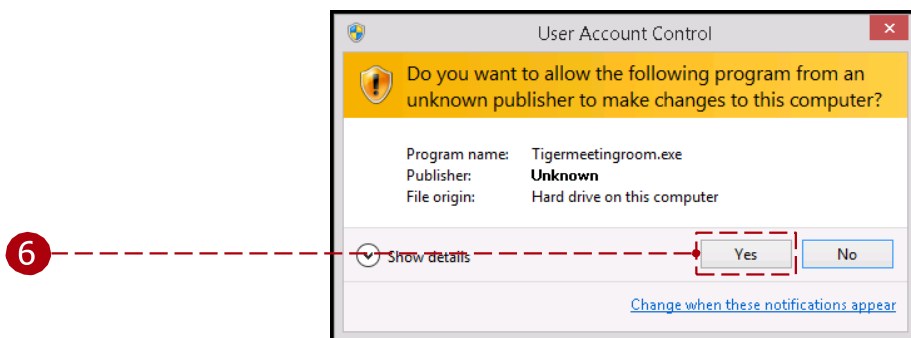 User Account Control
Do you want to allow the following program from an
unknown publisher to make changes to this computer?
Program name: Tigermeetingroom.exe
Publisher: Unknown
File origin: Hard drive on this computer
6
Show details
Yes
No
Change when these notifications appear